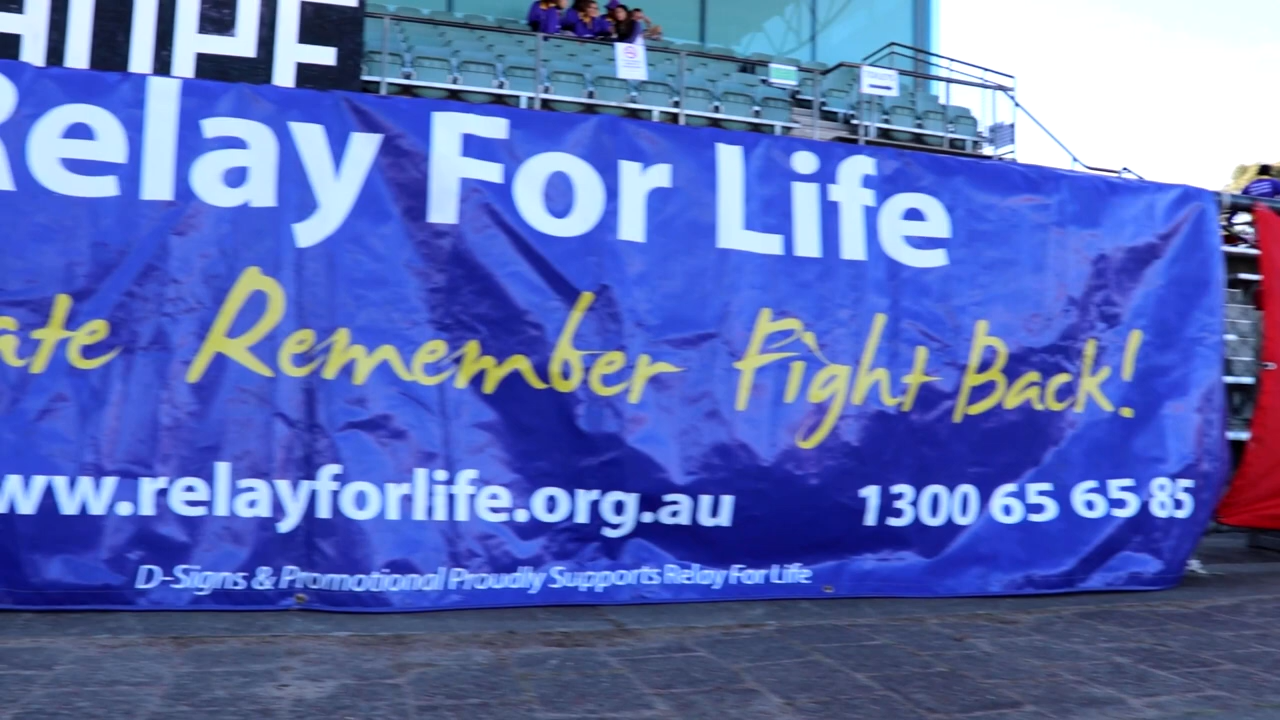 HOPE
Relay For Life
ate Remember Fight Back!
www.relayforlife.org.au 1300 65 65 85
D-Signs & Promotional Proudly Supports Relay For Life